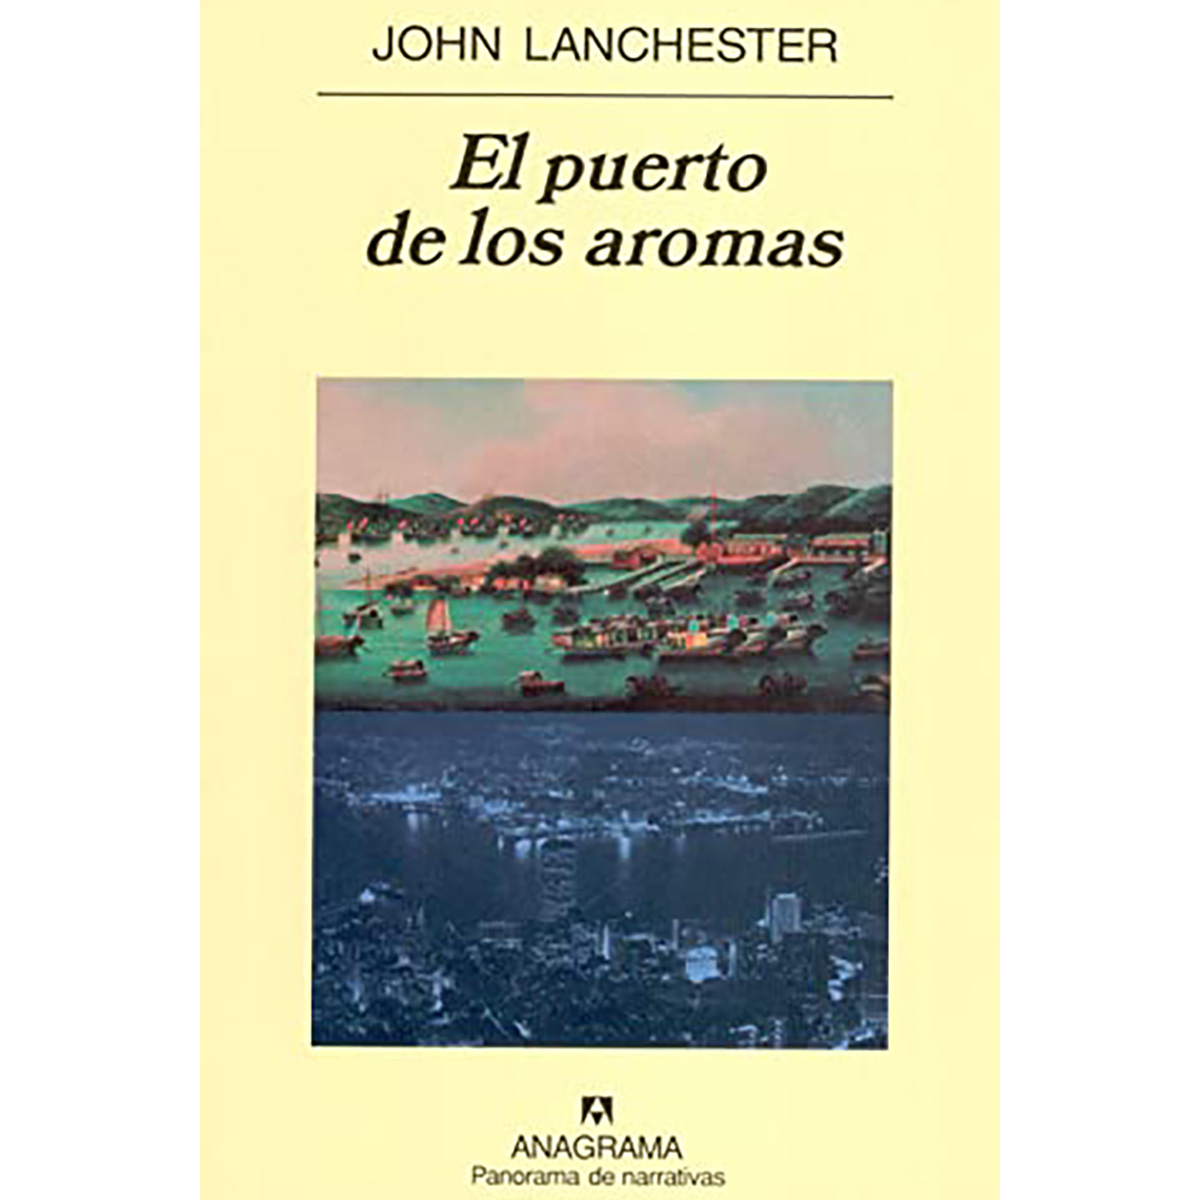 JOHN LANCHESTER
El puerto
de los aromas
ANAGRAMA
Panorama de narrativas